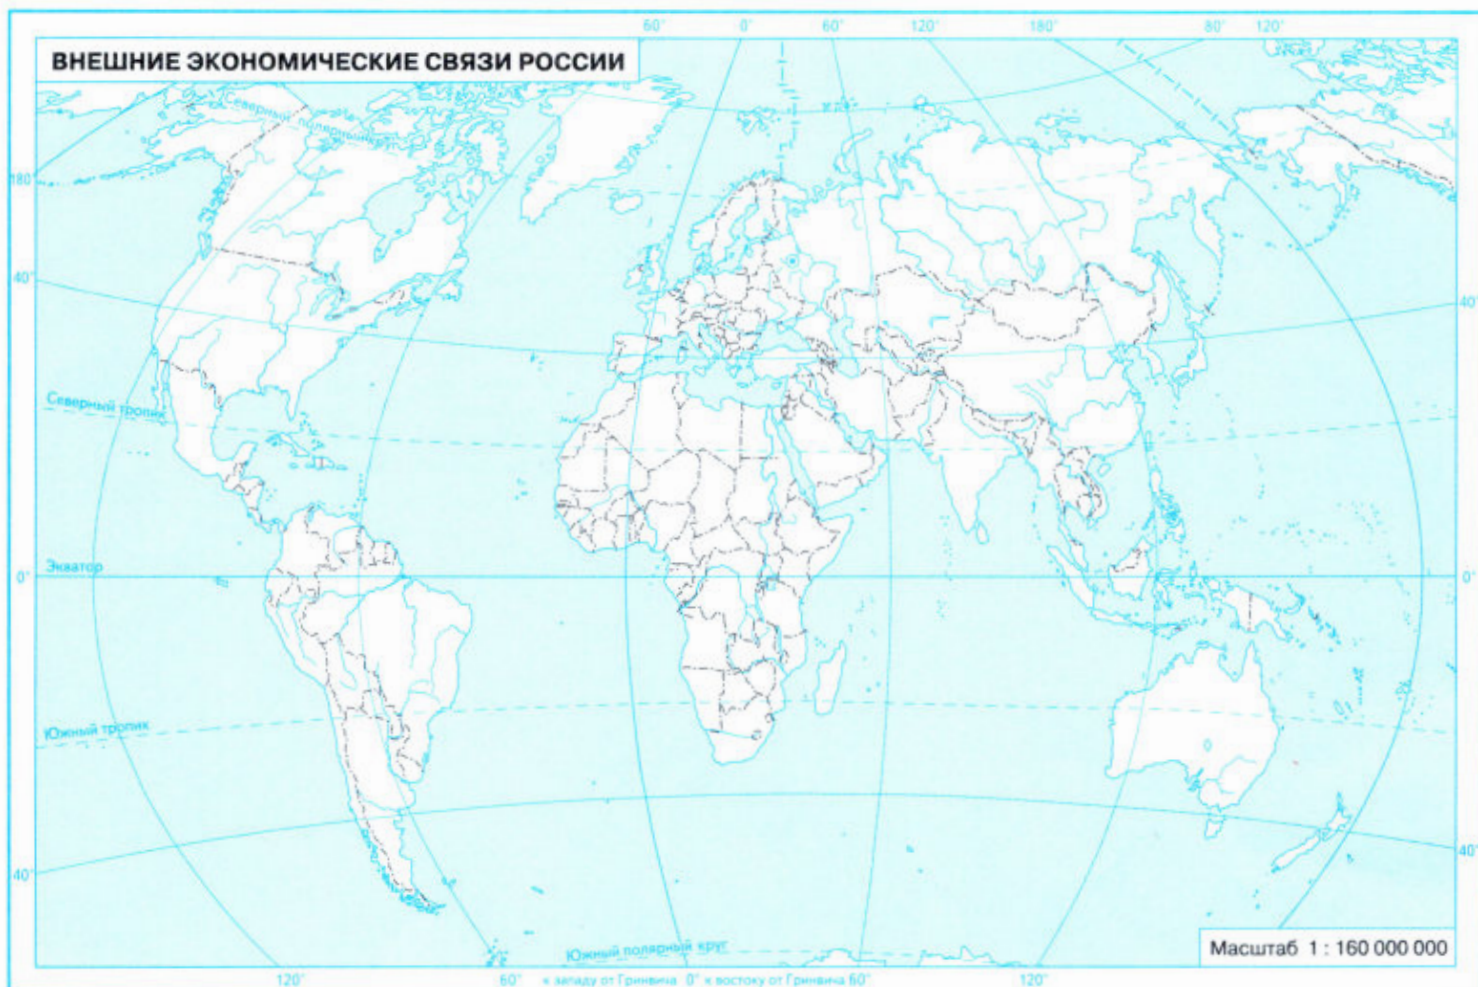 60° 0° 60° 120° 180° 80° 120°
ВНЕШНИЕ ЭКОНОМИЧЕСКИЕ СВЯЗИ РОССИИ
Северный полярный
180°
40°
40°
Северный тропик
Экватор
0°
0°
Южный тропик
40°
40°
Южный полярный круг
Масштаб 1 : 160 000 000
120° 60° к западу от Гринвича 0° к востоку от Гринвича 60° 120°